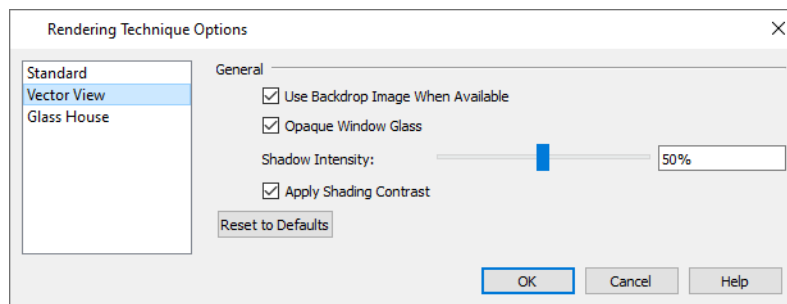 Rendering Technique Options
Standard
Vector View
Glass House
General
Use Backdrop Image When Available
Opaque Window Glass
Shadow Intensity:
50%
Apply Shading Contrast
Reset to Defaults
OK
Cancel
Help